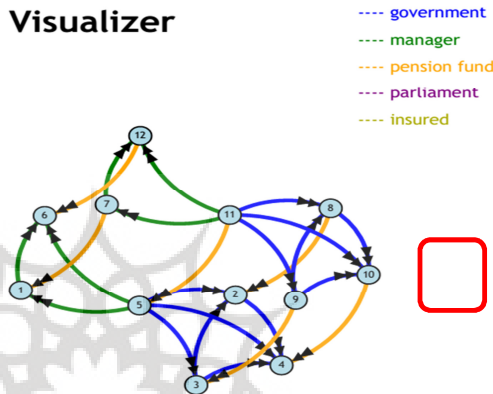 Visualizer
---- government
---- manager
---- pension fund
---- parliament
---- insured
12
6
7
11
8
10
1
5
2
9
4
3